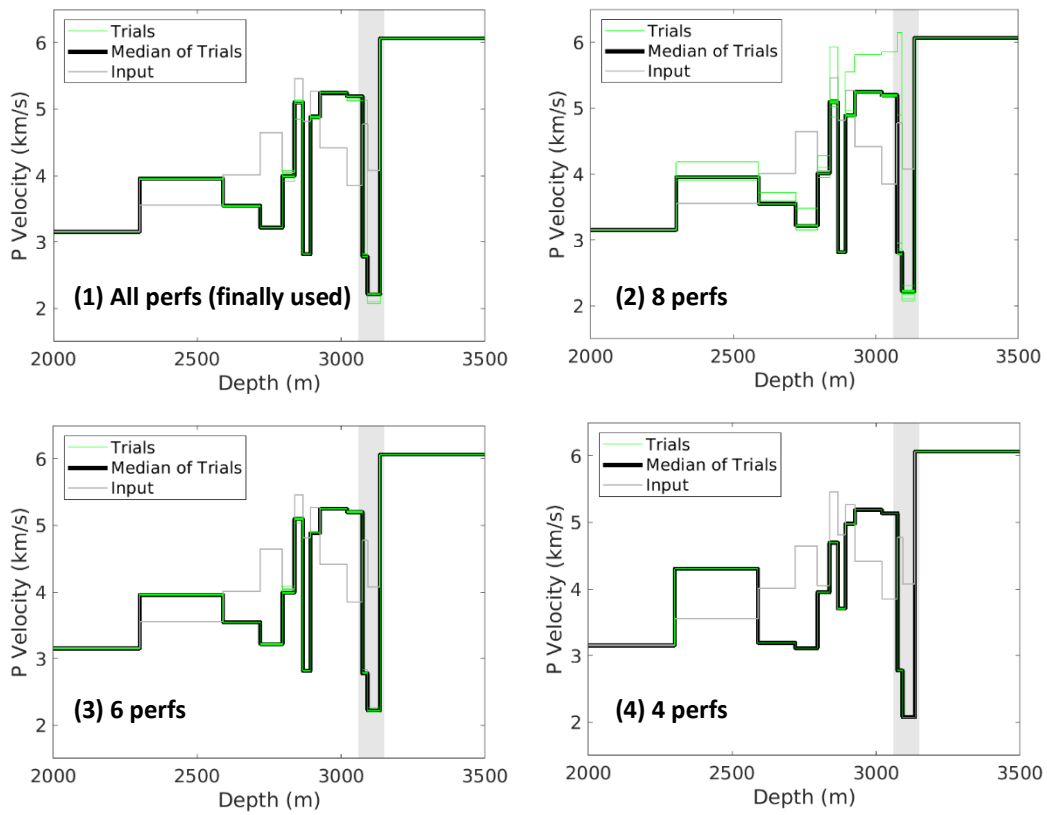 Trials
Median of Trials
Input
6
5
4
3
2
P Velocity (km/s)
(1) All perfs (finally used)
2000
2500
3000
3500
Depth (m)
Trials
Median of Trials
Input
6
5
4
3
2
P Velocity (km/s)
(2) 8 perfs
2000
2500
3000
3500
Depth (m)
Trials
Median of Trials
Input
6
5
4
3
2
P Velocity (km/s)
(3) 6 perfs
2000
2500
3000
3500
Depth (m)
Trials
Median of Trials
Input
6
5
4
3
2
P Velocity (km/s)
(4) 4 perfs
2000
2500
3000
3500
Depth (m)